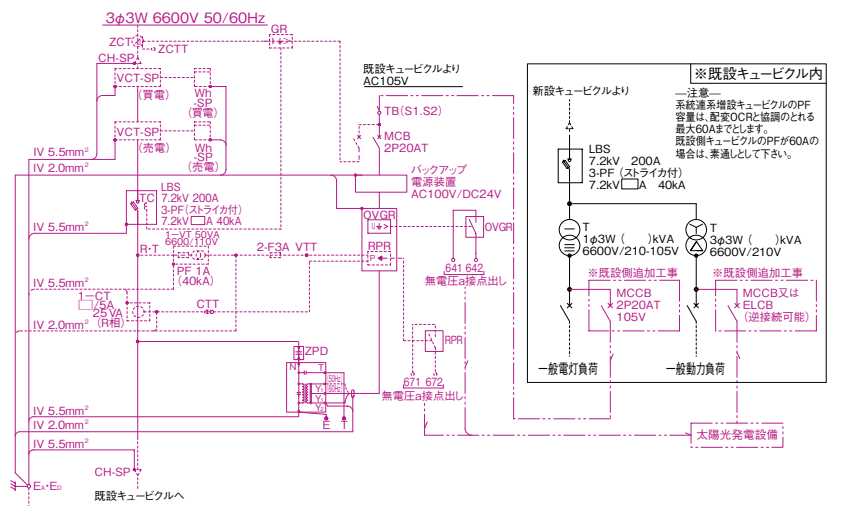 3φ3W 6600V 50/60Hz
GR
I ⏚>
ZCT
ZCTT
CH-SP
VCT-SP
(買電)
Wh
-SP
(買電)
VCT-SP
(売電)
Wh
-SP
(売電)
既設キュービクルより
AC105V
TB(S1.S2)
MCB
2P20AT
IV 5.5mm²
IV 2.0mm²
バックアップ
電源装置
AC100V/DC24V
TC
LBS
7.2kV 200A
3-PF(ストライカ付)
7.2kV□A 40kA
IV 5.5mm²
OVGR
OVGR
1-VT 50VA
6600/110V
R・T
2-F3A VTT
RPR
P
PF 1A
(40kA)
641 642
無電圧a接点出し
IV 5.5mm²
1-CT
□/5A
25VA
(R相)
CTT
IV 2.0mm²
RPR
671 672
無電圧a接点出し
ZPD
N T
50Hz
60Hz
Y1
Y1
Y2
E T
IV 5.5mm²
IV 2.0mm²
IV 5.5mm²
CH-SP
EA・ED
既設キュービクルへ
太陽光発電設備
※既設キュービクル内
新設キュービクルより
―注意―
系統連系増設キュービクルのPF
容量は、配変OCRと協調のとれる
最大60Aまでとします。
既設側キュービクルのPFが60Aの
場合は、素通しとして下さい。
LBS
7.2kV 200A
3-PF(ストライカ付)
7.2kV□A 40kA
T
1φ3W ( )kVA
6600V/210-105V
T
3φ3W ( )kVA
6600V/210V
※既設側追加工事
MCCB
2P20AT
105V
※既設側追加工事
MCCB又は
ELCB
(逆接続可能)
一般電灯負荷
一般動力負荷